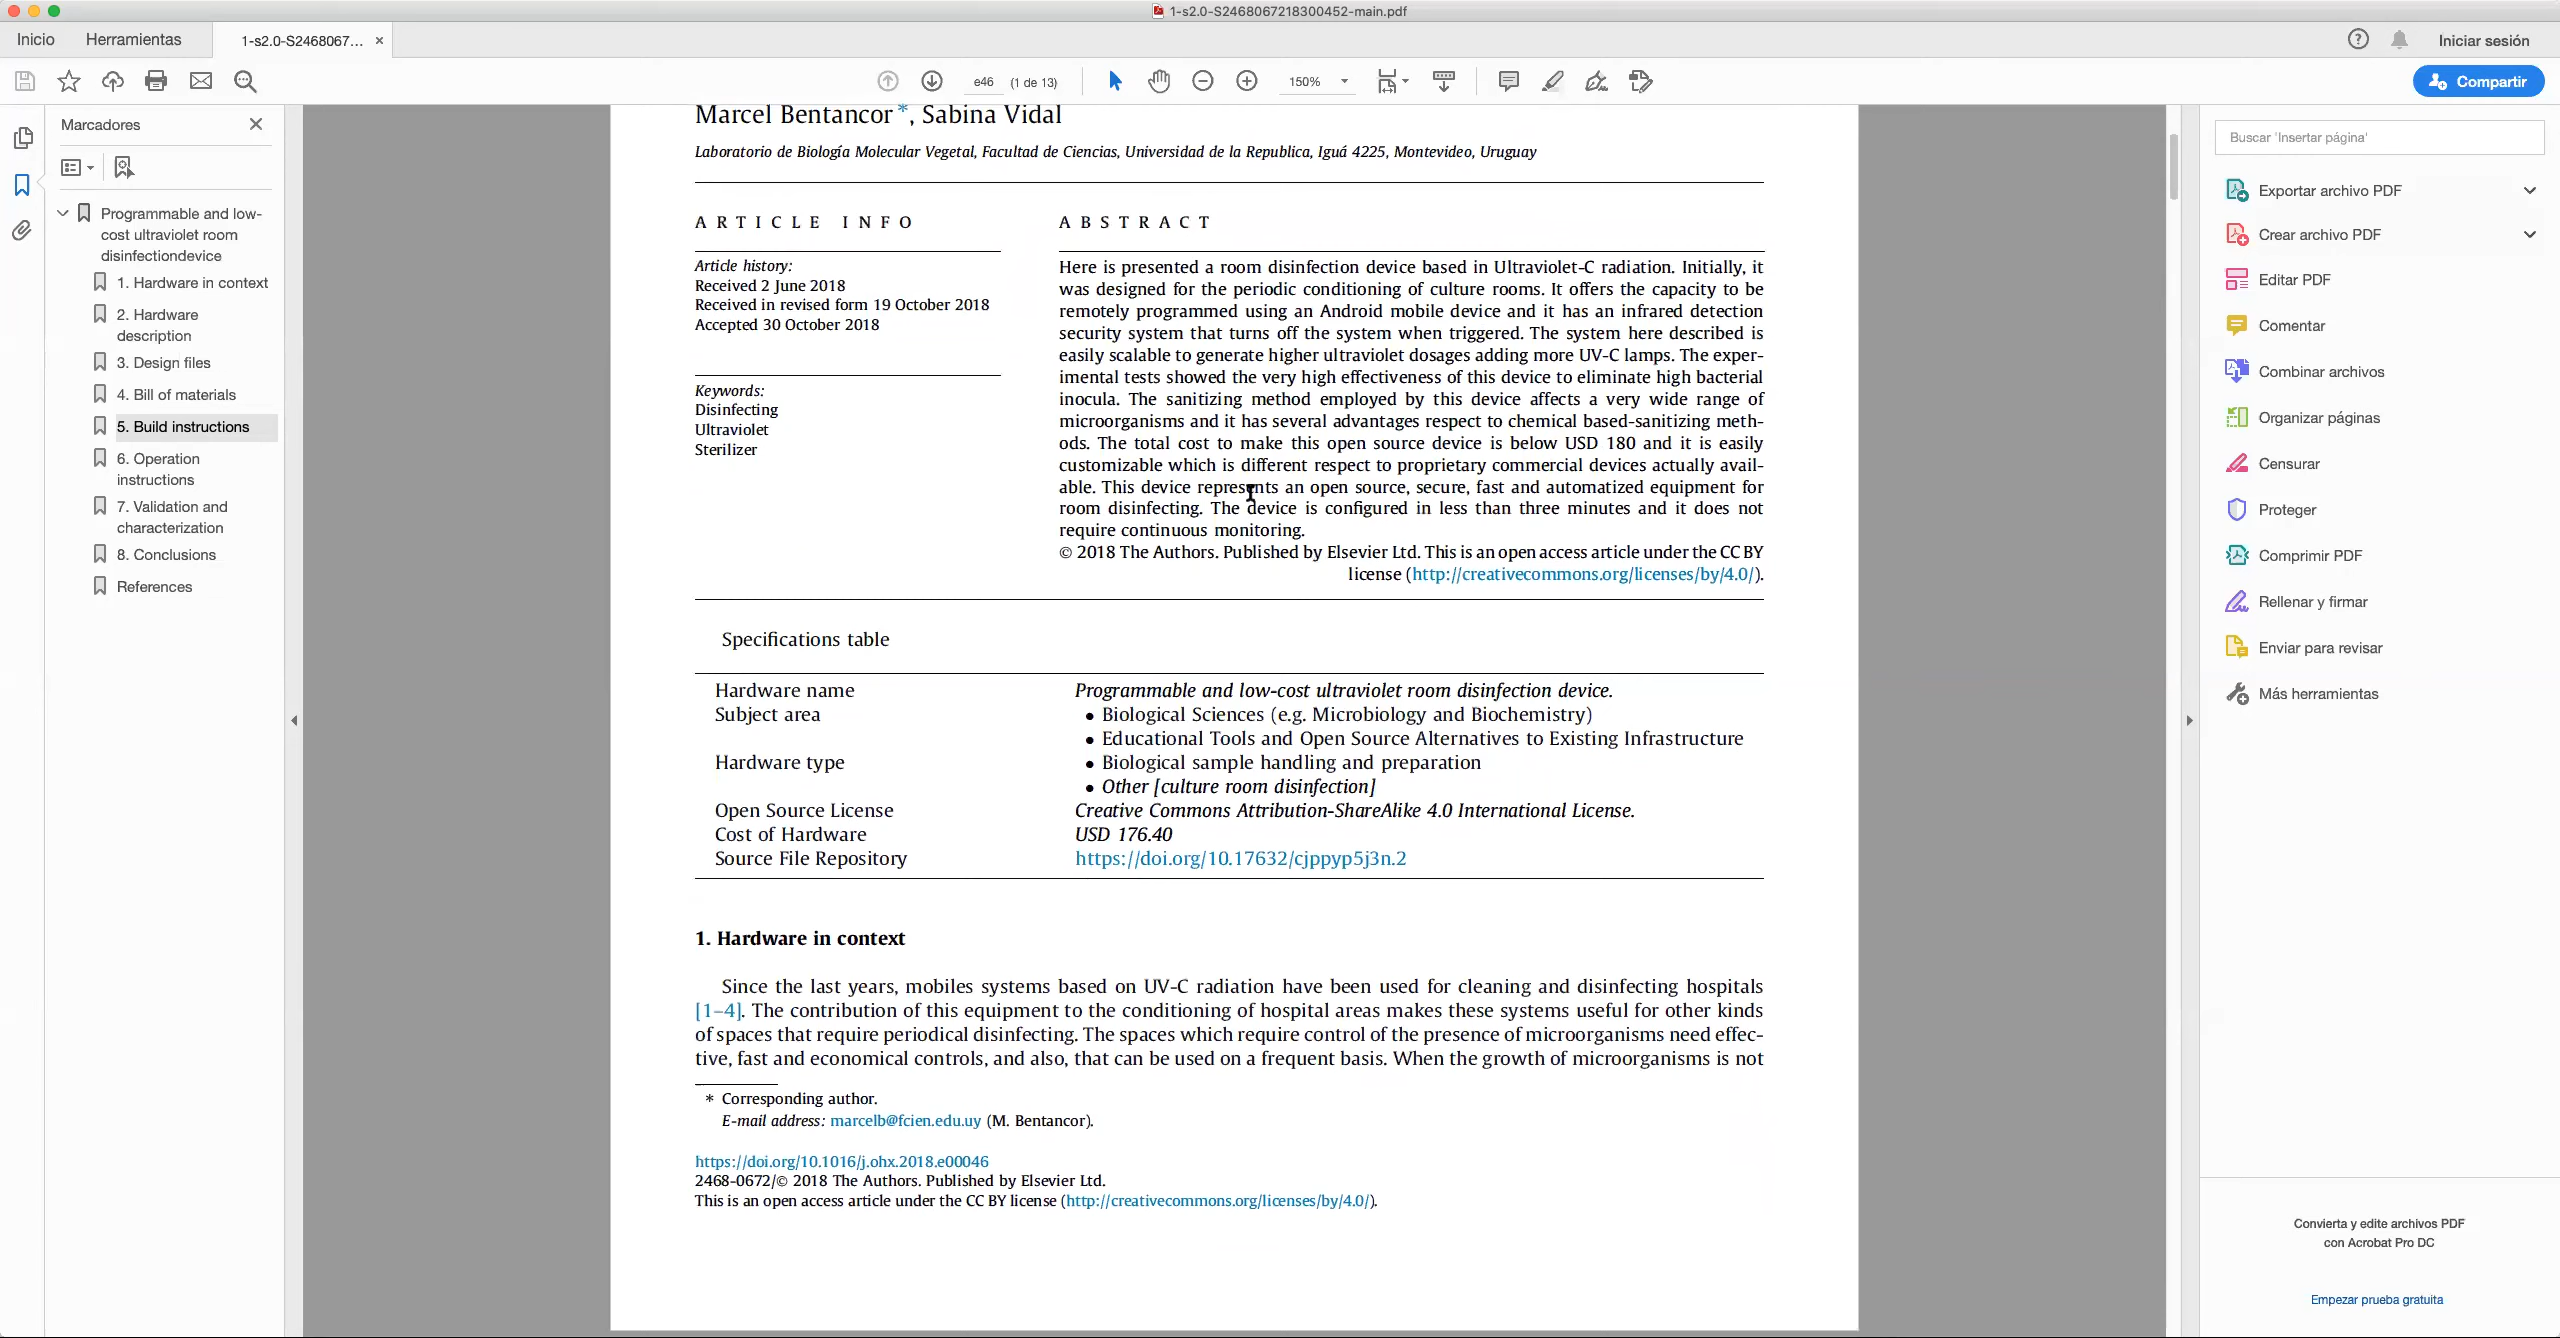 1-s2.0-S2468067218300452-main.pdf
Inicio
Herramientas
1-s2.0-S2468067... ×
Iniciar sesión
e46
(1 de 13)
150%
Compartir
Marcadores
Programmable and low-
cost ultraviolet room
disinfectiondevice
1. Hardware in context
2. Hardware
description
3. Design files
4. Bill of materials
5. Build instructions
6. Operation
instructions
7. Validation and
characterization
8. Conclusions
References
Marcel Bentancor *, Sabina Vidal
Laboratorio de Biología Molecular Vegetal, Facultad de Ciencias, Universidad de la Republica, Iguá 4225, Montevideo, Uruguay
ARTICLE INFO
Article history:
Received 2 June 2018
Received in revised form 19 October 2018
Accepted 30 October 2018
Keywords:
Disinfecting
Ultraviolet
Sterilizer
ABSTRACT
Here is presented a room disinfection device based in Ultraviolet-C radiation. Initially, it
was designed for the periodic conditioning of culture rooms. It offers the capacity to be
remotely programmed using an Android mobile device and it has an infrared detection
security system that turns off the system when triggered. The system here described is
easily scalable to generate higher ultraviolet dosages adding more UV-C lamps. The exper-
imental tests showed the very high effectiveness of this device to eliminate high bacterial
inocula. The sanitizing method employed by this device affects a very wide range of
microorganisms and it has several advantages respect to chemical based-sanitizing meth-
ods. The total cost to make this open source device is below USD 180 and it is easily
customizable which is different respect to proprietary commercial devices actually avail-
able. This device represents an open source, secure, fast and automatized equipment for
room disinfecting. The device is configured in less than three minutes and it does not
require continuous monitoring.
© 2018 The Authors. Published by Elsevier Ltd. This is an open access article under the CC BY
license (http://creativecommons.org/licenses/by/4.0/).
Specifications table
Hardware name
Programmable and low-cost ultraviolet room disinfection device.
Subject area
• Biological Sciences (e.g. Microbiology and Biochemistry)
• Educational Tools and Open Source Alternatives to Existing Infrastructure
Hardware type
• Biological sample handling and preparation
• Other [culture room disinfection]
Open Source License
Creative Commons Attribution-ShareAlike 4.0 International License.
Cost of Hardware
USD 176.40
Source File Repository
https://doi.org/10.17632/cjppyp5j3n.2
1. Hardware in context
Since the last years, mobiles systems based on UV-C radiation have been used for cleaning and disinfecting hospitals
[1–4]. The contribution of this equipment to the conditioning of hospital areas makes these systems useful for other kinds
of spaces that require periodical disinfecting. The spaces which require control of the presence of microorganisms need effec-
tive, fast and economical controls, and also, that can be used on a frequent basis. When the growth of microorganisms is not
* Corresponding author.
E-mail address: marcelb@fcien.edu.uy (M. Bentancor).
https://doi.org/10.1016/j.ohx.2018.e00046
2468-0672/© 2018 The Authors. Published by Elsevier Ltd.
This is an open access article under the CC BY license (http://creativecommons.org/licenses/by/4.0/).
Buscar 'Insertar página'
Exportar archivo PDF
Crear archivo PDF
Editar PDF
Comentar
Combinar archivos
Organizar páginas
Censurar
Proteger
Comprimir PDF
Rellenar y firmar
Enviar para revisar
Más herramientas
Convierta y edite archivos PDF
con Acrobat Pro DC
Empezar prueba gratuita